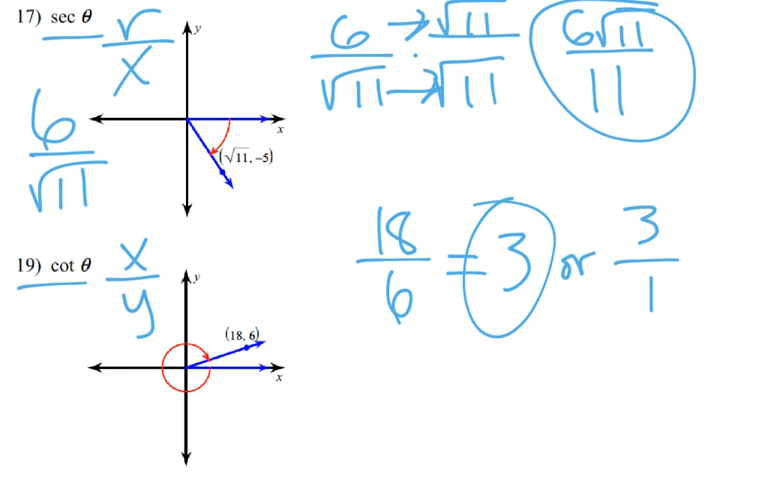 17) sec θ r/x
6/√11 → √11/→ √11 6√11/11
y
x
6/√11
(√11, −5)
19) cot θ x/y
18/6 = 3 or 3/1
y
(18, 6)
x